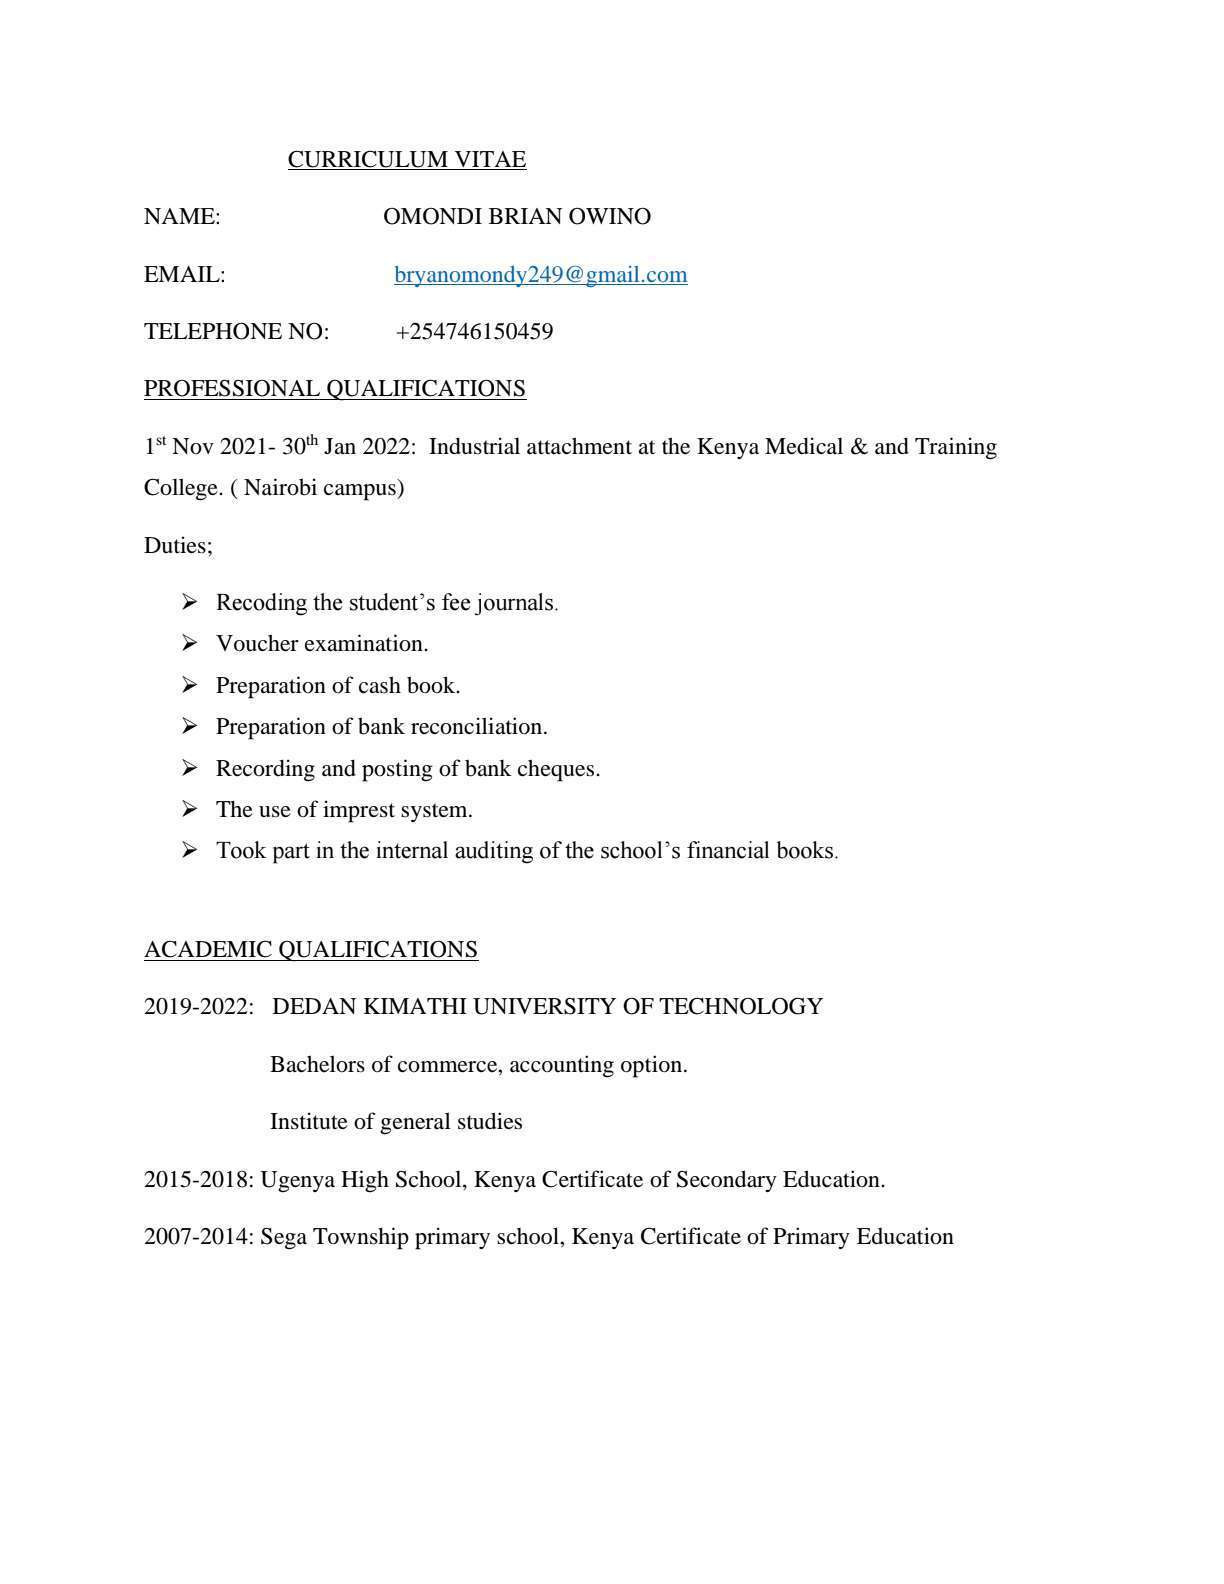 CURRICULUM VITAE
NAME: OMONDI BRIAN OWINO
EMAIL: bryanomondy249@gmail.com
TELEPHONE NO: +254746150459
PROFESSIONAL QUALIFICATIONS
1st Nov 2021- 30th Jan 2022: Industrial attachment at the Kenya Medical & and Training
College. ( Nairobi campus)
Duties;
➢ Recoding the student’s fee journals.
➢ Voucher examination.
➢ Preparation of cash book.
➢ Preparation of bank reconciliation.
➢ Recording and posting of bank cheques.
➢ The use of imprest system.
➢ Took part in the internal auditing of the school’s financial books.
ACADEMIC QUALIFICATIONS
2019-2022: DEDAN KIMATHI UNIVERSITY OF TECHNOLOGY
Bachelors of commerce, accounting option.
Institute of general studies
2015-2018: Ugenya High School, Kenya Certificate of Secondary Education.
2007-2014: Sega Township primary school, Kenya Certificate of Primary Education